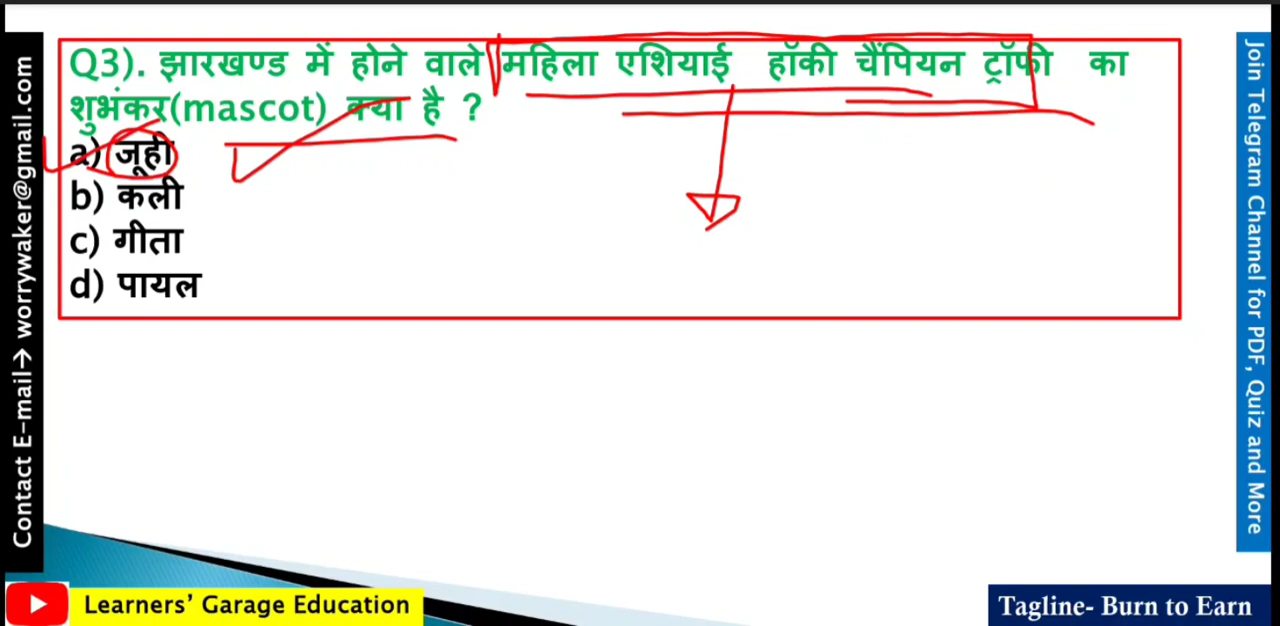 Q3). झारखण्ड में होने वाले महिला एशियाई हॉकी चैंपियन ट्रॉफी का
शुभंकर(mascot) क्या है ?
a) जूही
b) कली
c) गीता
d) पायल
Contact E-mail→ worrywaker@gmail.com
Join Telegram Channel for PDF, Quiz and More
Learners’ Garage Education
Tagline- Burn to Earn